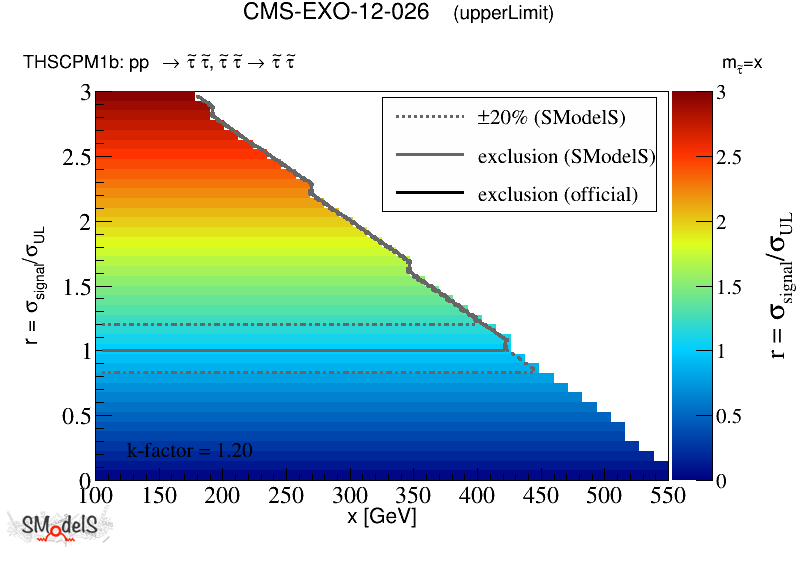 CMS-EXO-12-026 (upperLimit)
THSCPM1b: pp → τ̃ τ̃, τ̃ τ̃ → τ̃ τ̃
m_τ̃=x
±20% (SModelS)
exclusion (SModelS)
exclusion (official)
r = σ_signal/σ_UL
3
2.5
2
1.5
1
0.5
0
k-factor = 1.20
100 150 200 250 300 350 400 450 500 550
x [GeV]
3
2.5
2
1.5
1
0.5
0
r = σ_signal/σ_UL
SModelS